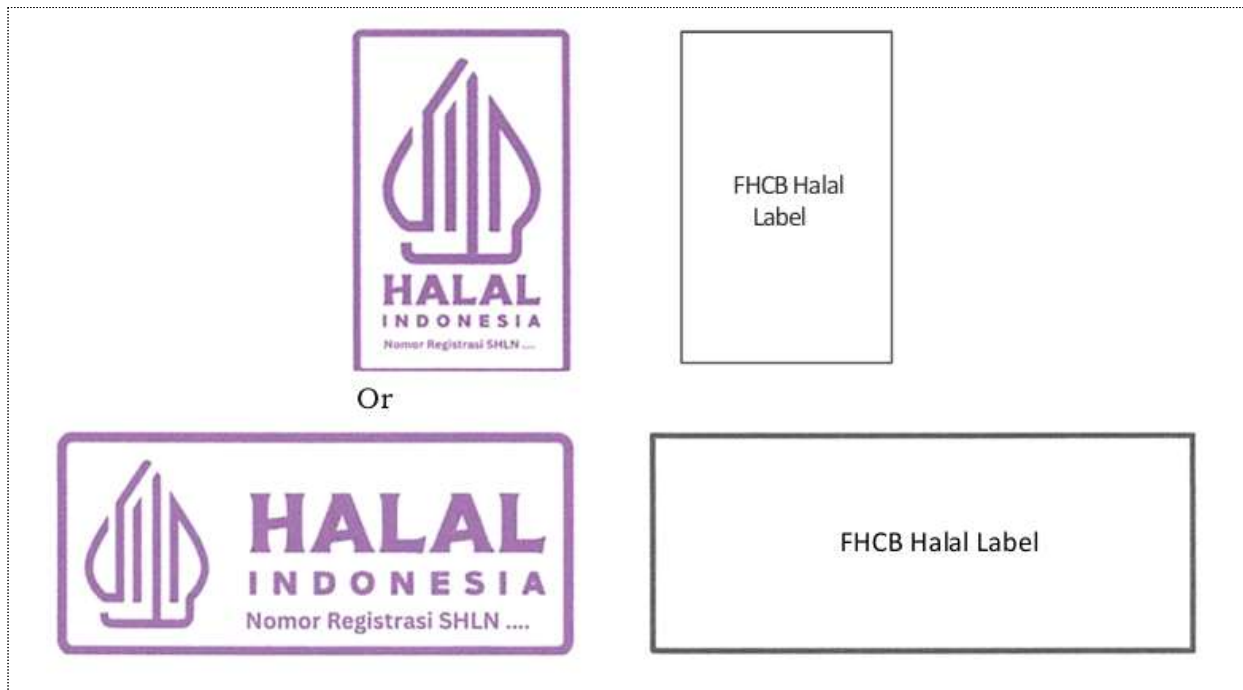 HALAL
INDONESIA
Nomor Registrasi SHLN ....
FHCB Halal
Label
Or
HALAL
INDONESIA
Nomor Registrasi SHLN ....
FHCB Halal Label